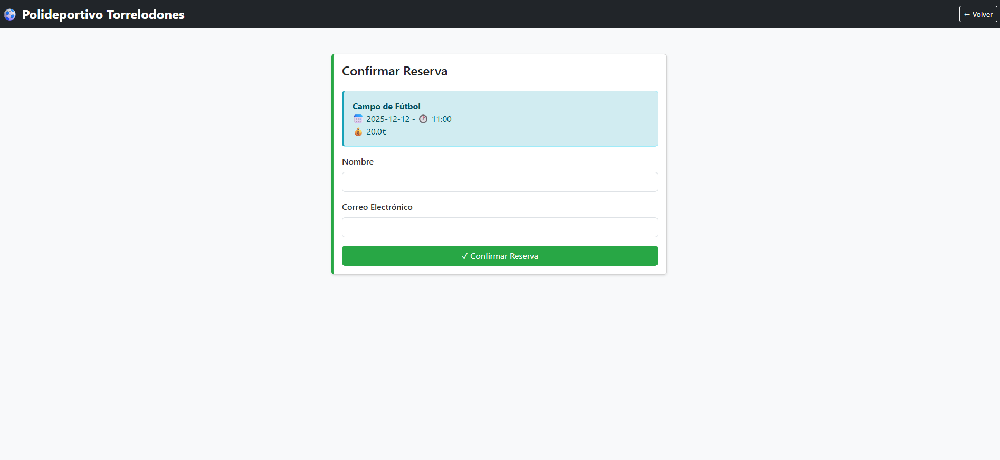 Polideportivo Torrelodones
← Volver
Confirmar Reserva
Campo de Fútbol
2025-12-12 - 11:00
20.0€
Nombre
Correo Electrónico
✓ Confirmar Reserva